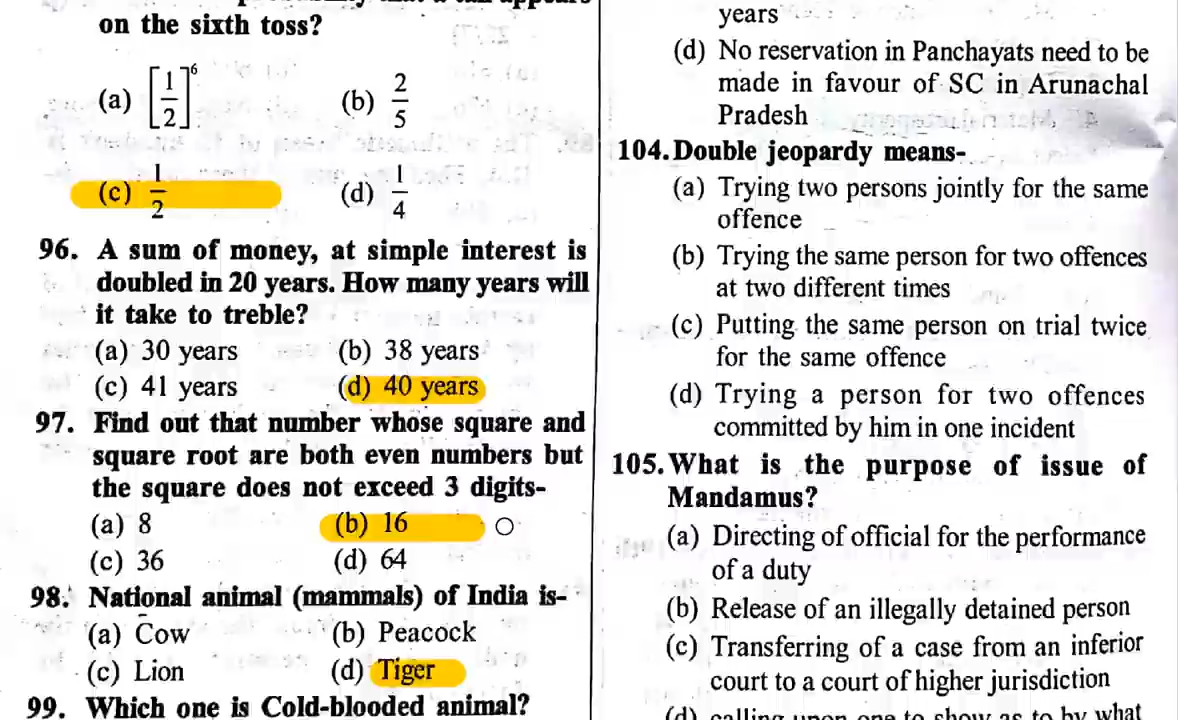 on the sixth toss?
(a) [1/2]^6 (b) 2/5
(c) 1/2 (d) 1/4
96. A sum of money, at simple interest is
doubled in 20 years. How many years will
it take to treble?
(a) 30 years (b) 38 years
(c) 41 years (d) 40 years
97. Find out that number whose square and
square root are both even numbers but
the square does not exceed 3 digits-
(a) 8 (b) 16
(c) 36 (d) 64
98. National animal (mammals) of India is-
(a) Cow (b) Peacock
(c) Lion (d) Tiger
99. Which one is Cold-blooded animal?
years
(d) No reservation in Panchayats need to be
made in favour of SC in Arunachal
Pradesh
104. Double jeopardy means-
(a) Trying two persons jointly for the same
offence
(b) Trying the same person for two offences
at two different times
(c) Putting the same person on trial twice
for the same offence
(d) Trying a person for two offences
committed by him in one incident
105. What is the purpose of issue of
Mandamus?
(a) Directing of official for the performance
of a duty
(b) Release of an illegally detained person
(c) Transferring of a case from an inferior
court to a court of higher jurisdiction
(d) calling upon one to show as to by what